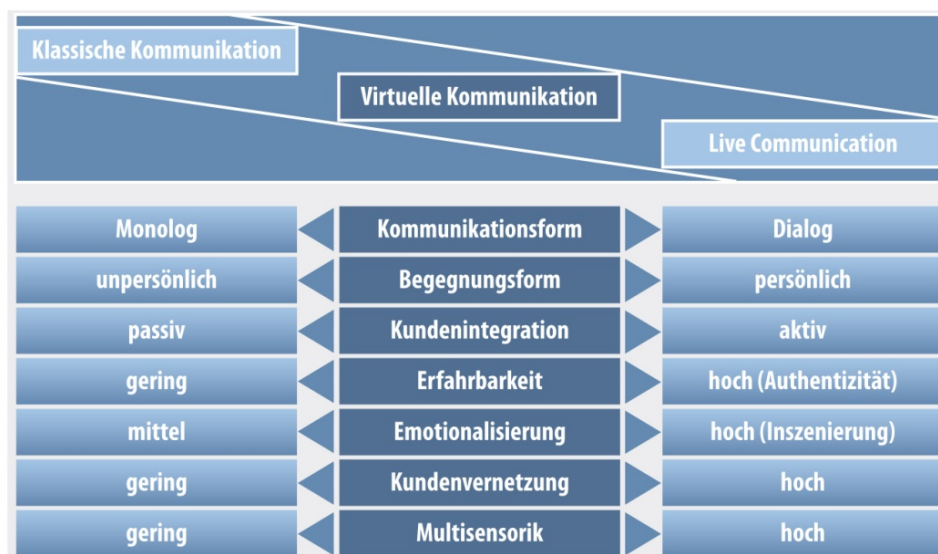 Klassische Kommunikation
Virtuelle Kommunikation
Live Communication
Monolog Kommunikationsform Dialog
unpersönlich Begegnungsform persönlich
passiv Kundenintegration aktiv
gering Erfahrbarkeit hoch (Authentizität)
mittel Emotionalisierung hoch (Inszenierung)
gering Kundenvernetzung hoch
gering Multisensorik hoch